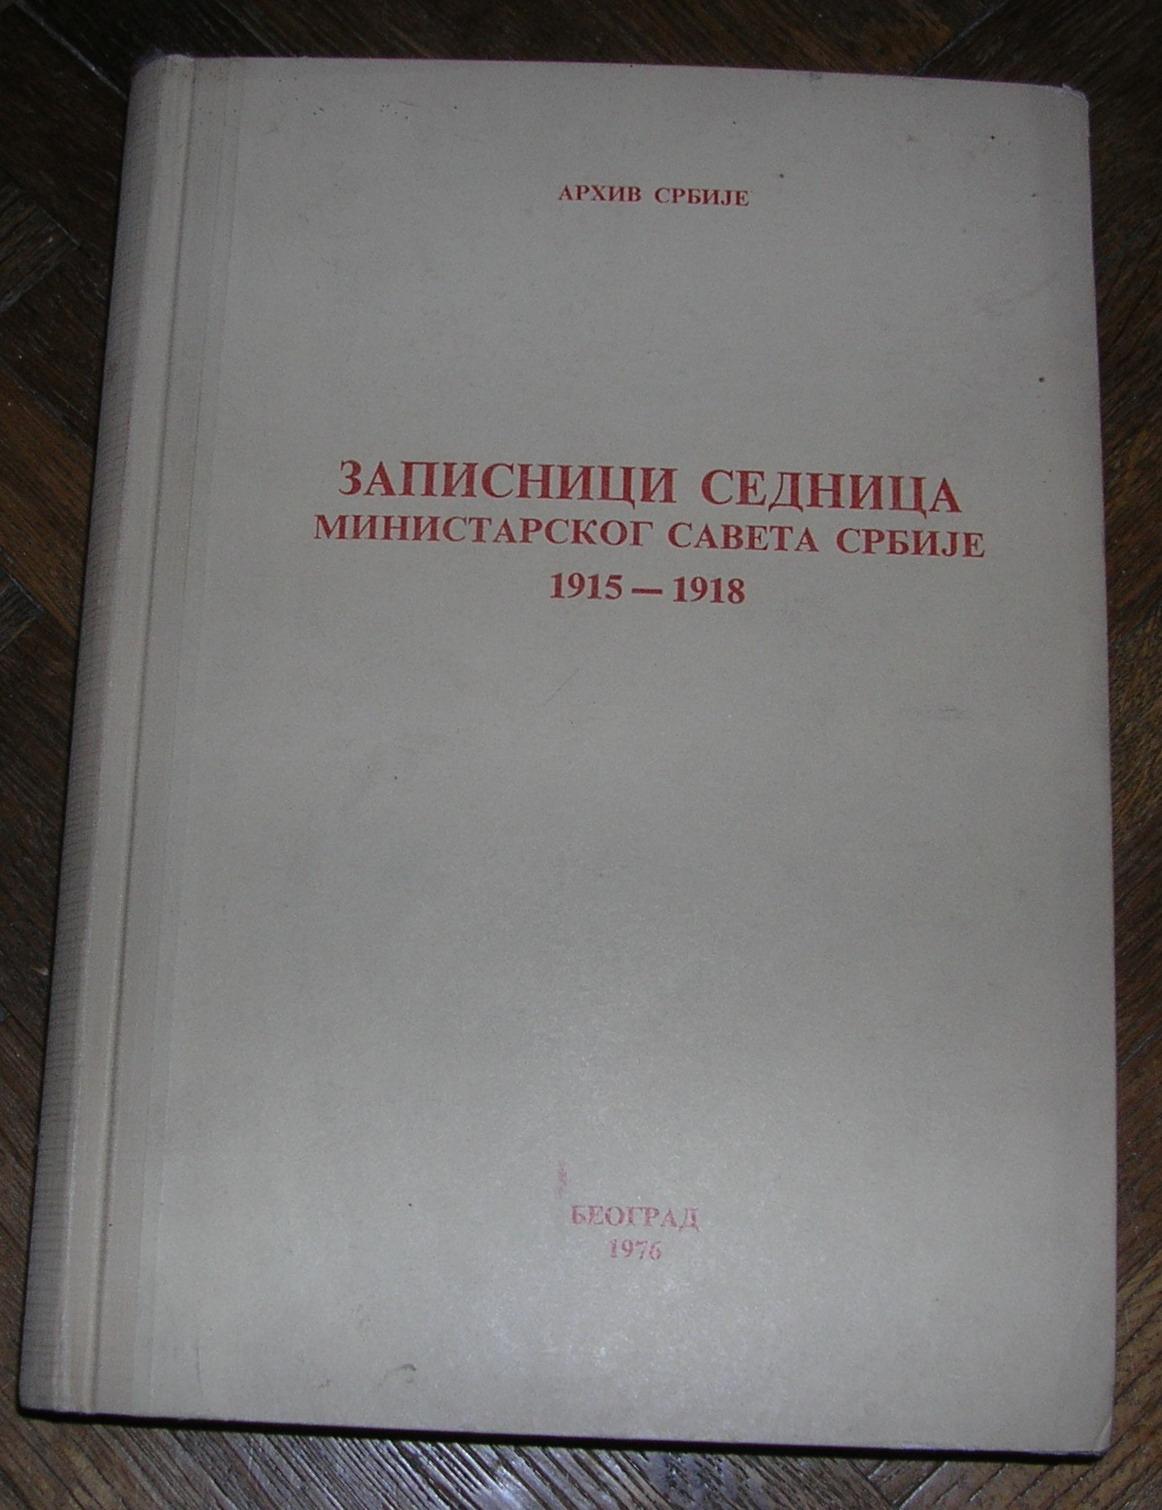 АРХИВ СРБИЈЕ
ЗАПИСНИЦИ СЕДНИЦА
МИНИСТАРСКОГ САВЕТА СРБИЈЕ
1915 — 1918
БЕОГРАД
1976